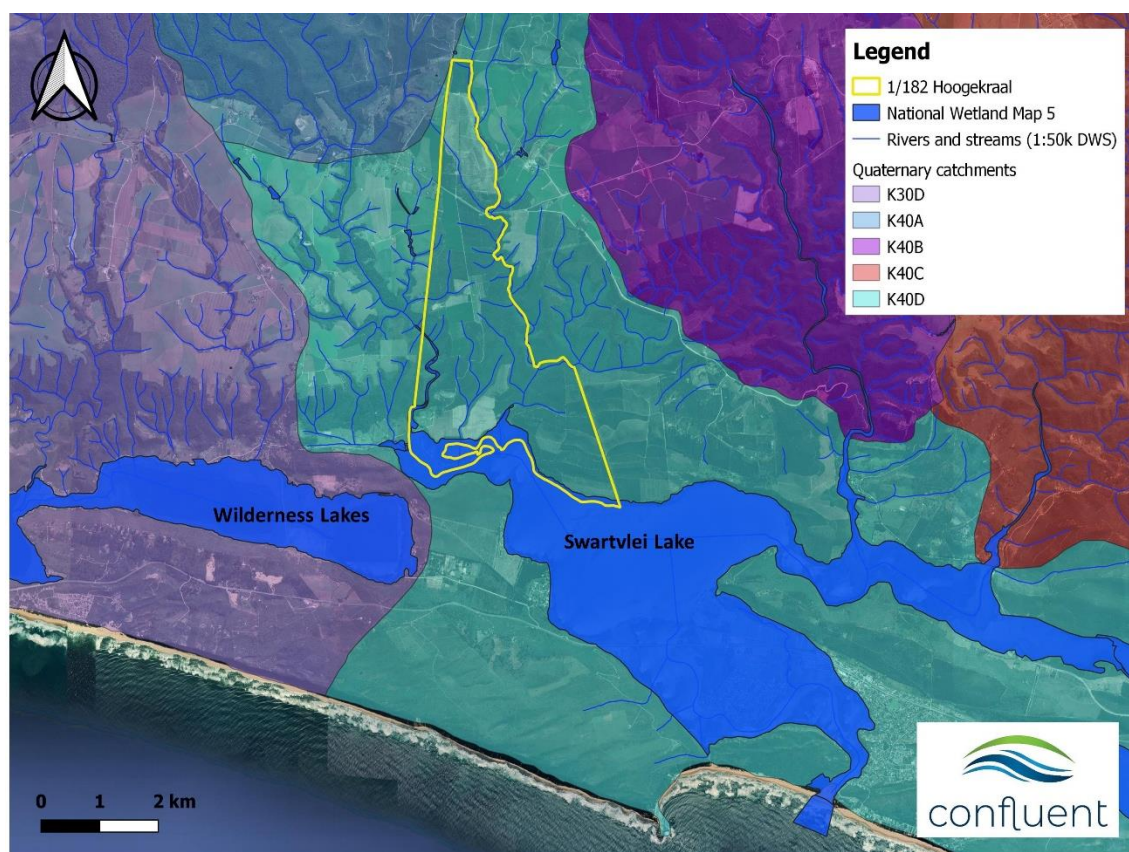 Legend
1/182 Hoogekraal
National Wetland Map 5
Rivers and streams (1:50k DWS)
Quaternary catchments
K30D
K40A
K40B
K40C
K40D
Wilderness Lakes
Swartvlei Lake
0 1 2 km
confluent